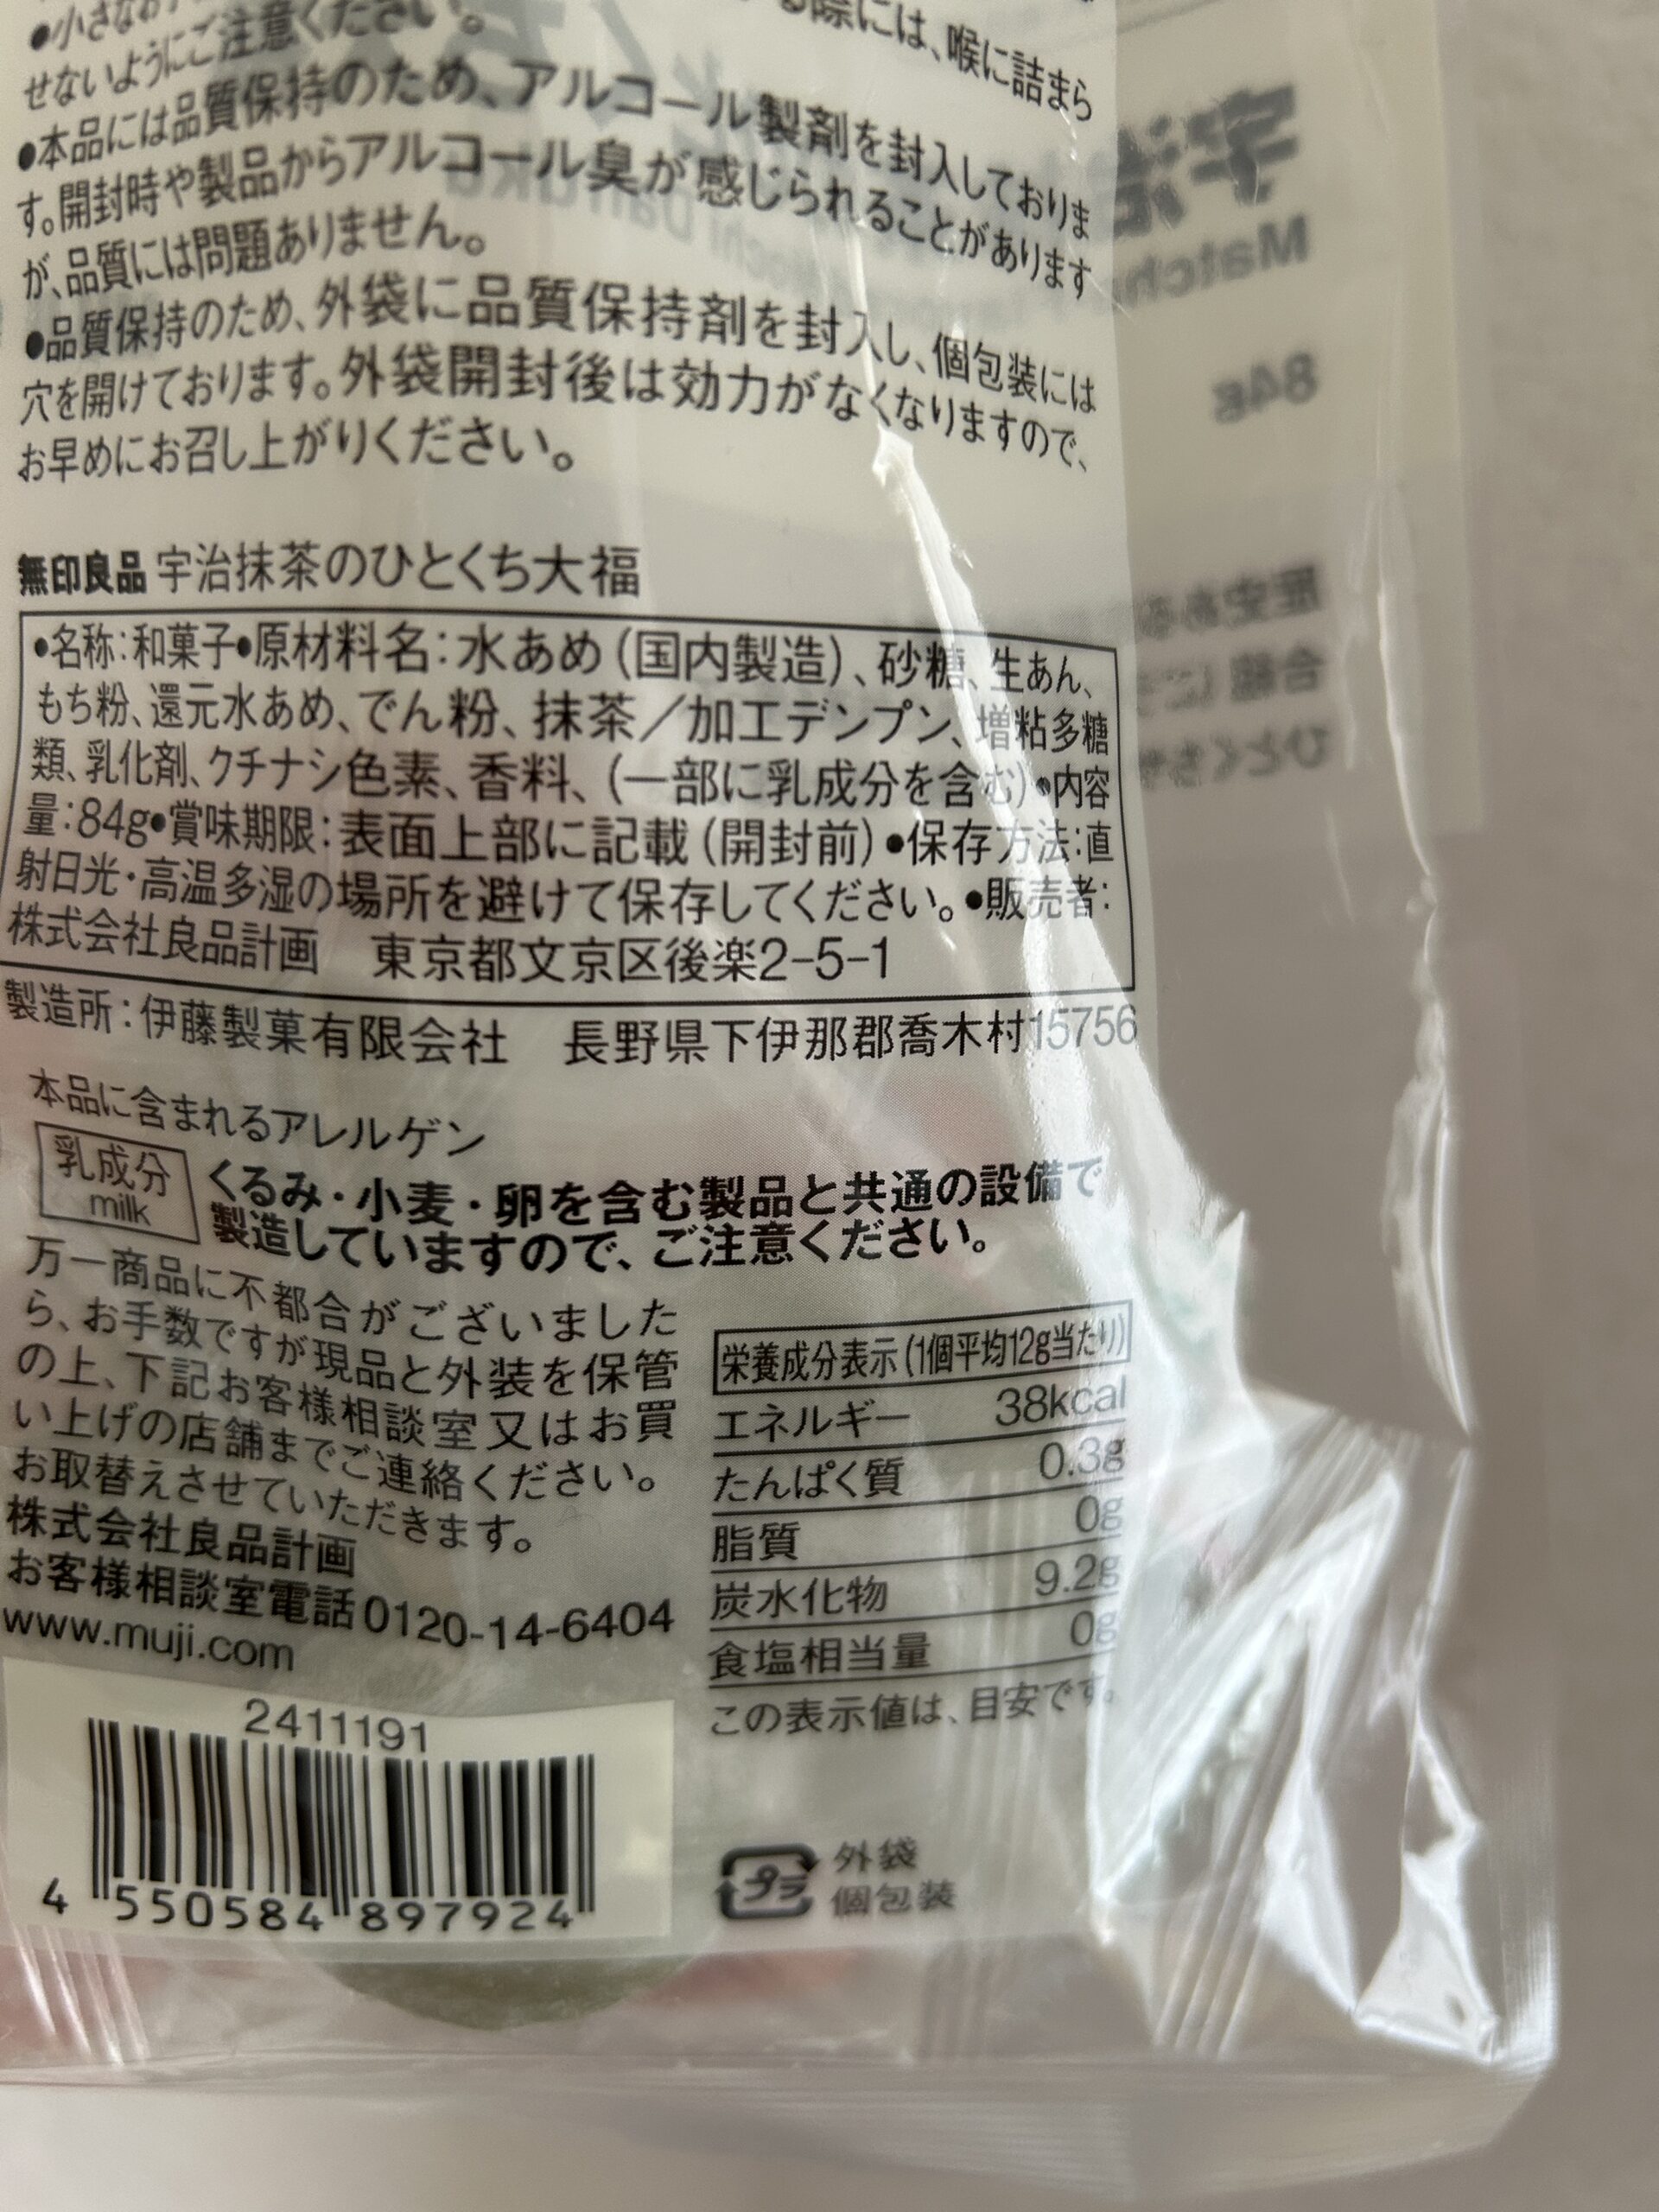 せないようにご注意ください。
際には、喉に詰まら
●本品には品質保持のため、アルコール製剤を封入しておりま
す。開封時や製品からアルコール臭が感じられることがあります
が、品質には問題ありません。
●品質保持のため、外袋に品質保持剤を封入し、個包装には
穴を開けております。外袋開封後は効力がなくなりますので、
お早めにお召し上がりください。
無印良品 宇治抹茶のひとくち大福
●名称:和菓子●原材料名:水あめ(国内製造)、砂糖、生あん、
もち粉、還元水あめ、でん粉、抹茶/加工デンプン、増粘多糖
類、乳化剤、クチナシ色素、香料、(一部に乳成分を含む)●内容
量:84g●賞味期限:表面上部に記載(開封前)●保存方法:直
射日光・高温多湿の場所を避けて保存してください。●販売者:
株式会社良品計画 東京都文京区後楽2-5-1
製造所:伊藤製菓有限会社 長野県下伊那郡喬木村15756
本品に含まれるアレルゲン
乳成分
milk
くるみ・小麦・卵を含む製品と共通の設備で
製造していますので、ご注意ください。
万一商品に不都合がございました
ら、お手数ですが現品と外装を保管
の上、下記お客様相談室又はお買
い上げの店舗までご連絡ください。
お取替えさせていただきます。
株式会社良品計画
お客様相談室電話0120-14-6404
www.muji.com
栄養成分表示(1個平均12g当たり)
エネルギー 38kcal
たんぱく質 0.3g
脂質 0g
炭水化物 9.2g
食塩相当量 0g
この表示値は、目安です。
2411191
4 550584 897924
プラ
外袋
個包装
宇治
Matcha
84g
歴史ある
合組に
ひとくち